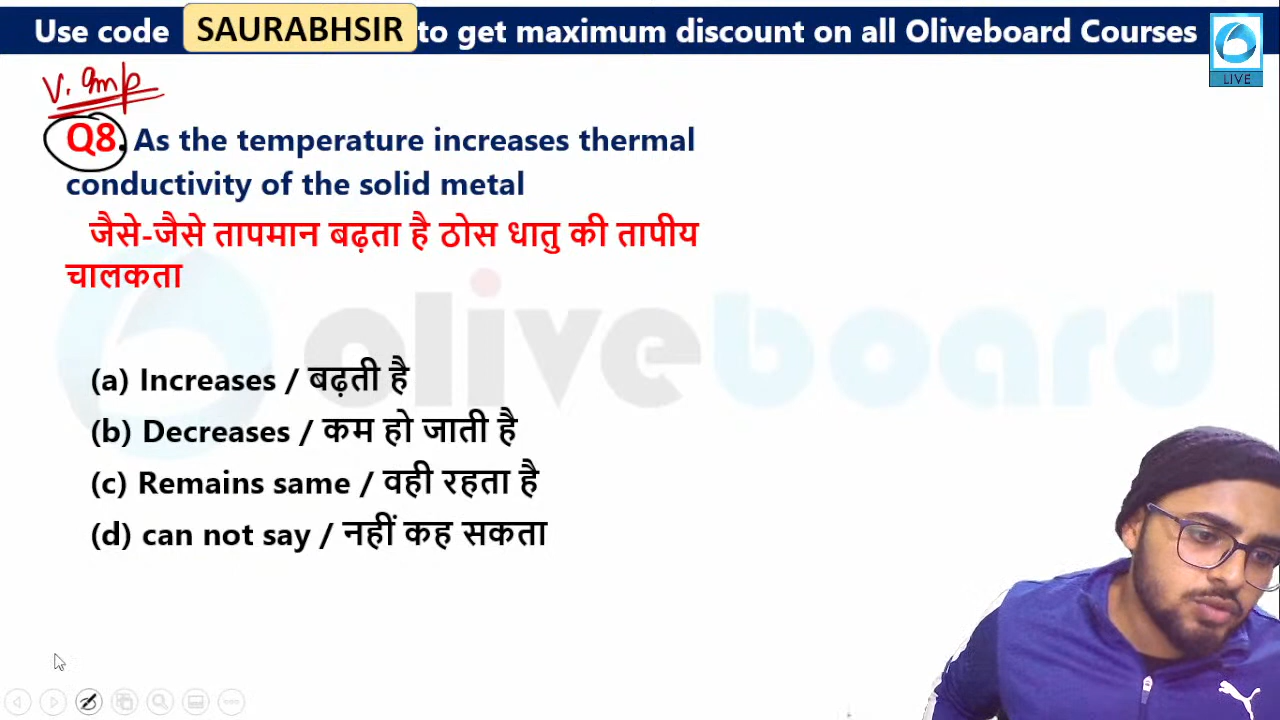 Use code SAURABHSIR to get maximum discount on all Oliveboard Courses
LIVE
V. Imp
Q8. As the temperature increases thermal
conductivity of the solid metal
जैसे-जैसे तापमान बढ़ता है ठोस धातु की तापीय
चालकता
oliveboard
(a) Increases / बढ़ती है
(b) Decreases / कम हो जाती है
(c) Remains same / वही रहता है
(d) can not say / नहीं कह सकता